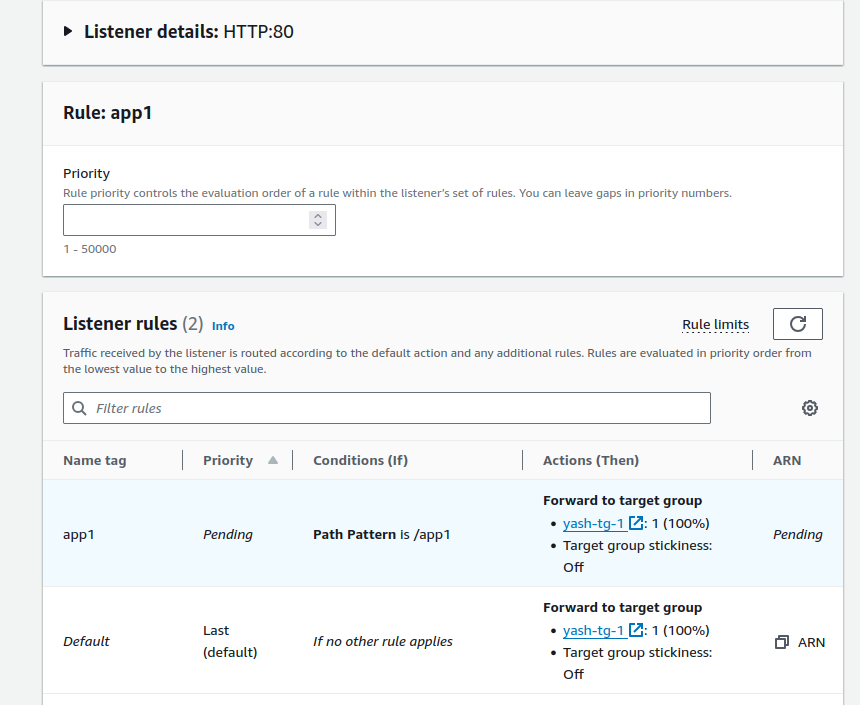 Listener details: HTTP:80
Rule: app1
Priority
Rule priority controls the evaluation order of a rule within the listener's set of rules. You can leave gaps in priority numbers.
1 - 50000
Listener rules (2) Info
Rule limits
Traffic received by the listener is routed according to the default action and any additional rules. Rules are evaluated in priority order from
the lowest value to the highest value.
Filter rules
Name tag Priority Conditions (If) Actions (Then) ARN
app1
Pending
Path Pattern is /app1
Forward to target group
• yash-tg-1: 1 (100%)
• Target group stickiness:
Off
Pending
Default
Last
(default)
If no other rule applies
Forward to target group
• yash-tg-1: 1 (100%)
• Target group stickiness:
Off
ARN